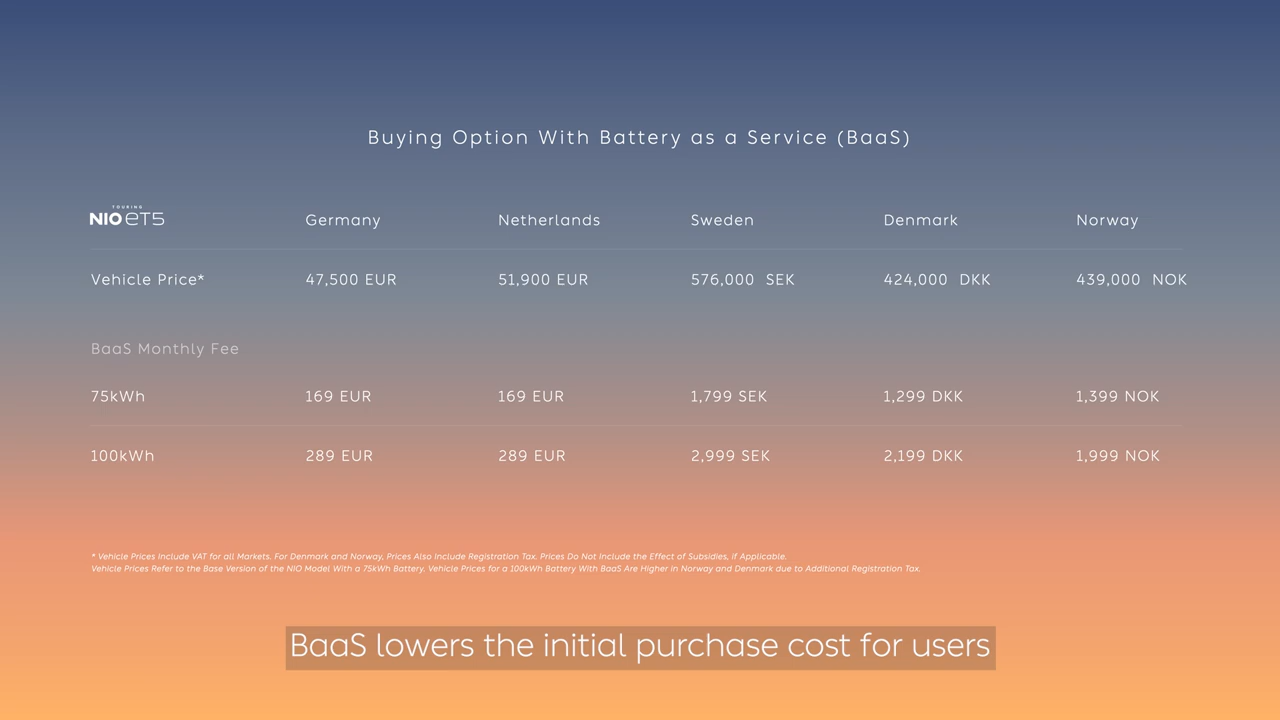 Buying Option With Battery as a Service (BaaS)
TOURING
NIO ET5 Germany Netherlands Sweden Denmark Norway
Vehicle Price* 47,500 EUR 51,900 EUR 576,000 SEK 424,000 DKK 439,000 NOK
BaaS Monthly Fee
75kWh 169 EUR 169 EUR 1,799 SEK 1,299 DKK 1,399 NOK
100kWh 289 EUR 289 EUR 2,999 SEK 2,199 DKK 1,999 NOK
* Vehicle Prices Include VAT for all Markets. For Denmark and Norway, Prices Also Include Registration Tax. Prices Do Not Include the Effect of Subsidies, if Applicable.
Vehicle Prices Refer to the Base Version of the NIO Model With a 75kWh Battery. Vehicle Prices for a 100kWh Battery With BaaS Are Higher in Norway and Denmark due to Additional Registration Tax.
BaaS lowers the initial purchase cost for users